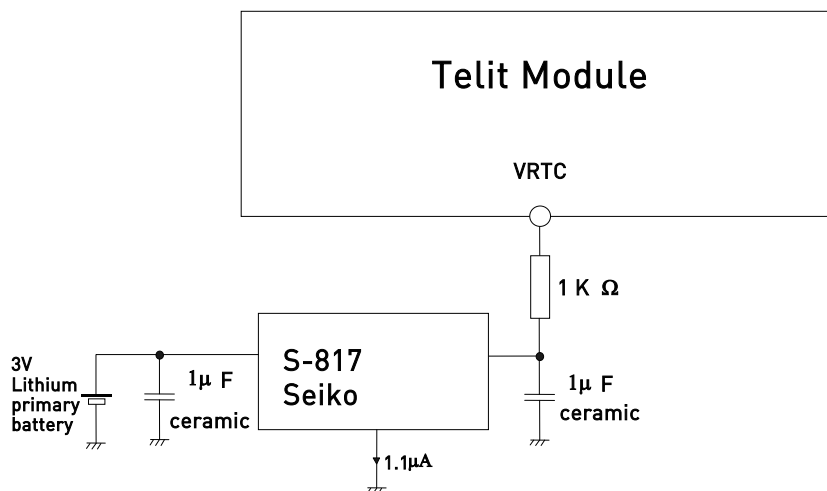 Telit Module
VRTC
1 K Ω
S-817
Seiko
3V
Lithium
primary
battery
1μ F
ceramic
1μ F
ceramic
1.1μA